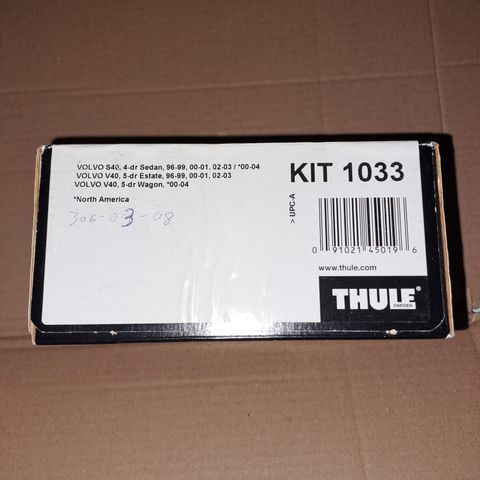 VOLVO S40, 4-dr Sedan, 96-99, 00-01, 02-03 / *00-04
VOLVO V40, 5-dr Estate, 96-99, 00-01, 02-03
VOLVO V40, 5-dr Wagon, *00-04
*North America
306-03-08
KIT 1033
> UPC-A
0 91021 45019 6
www.thule.com
THULE
SWEDEN